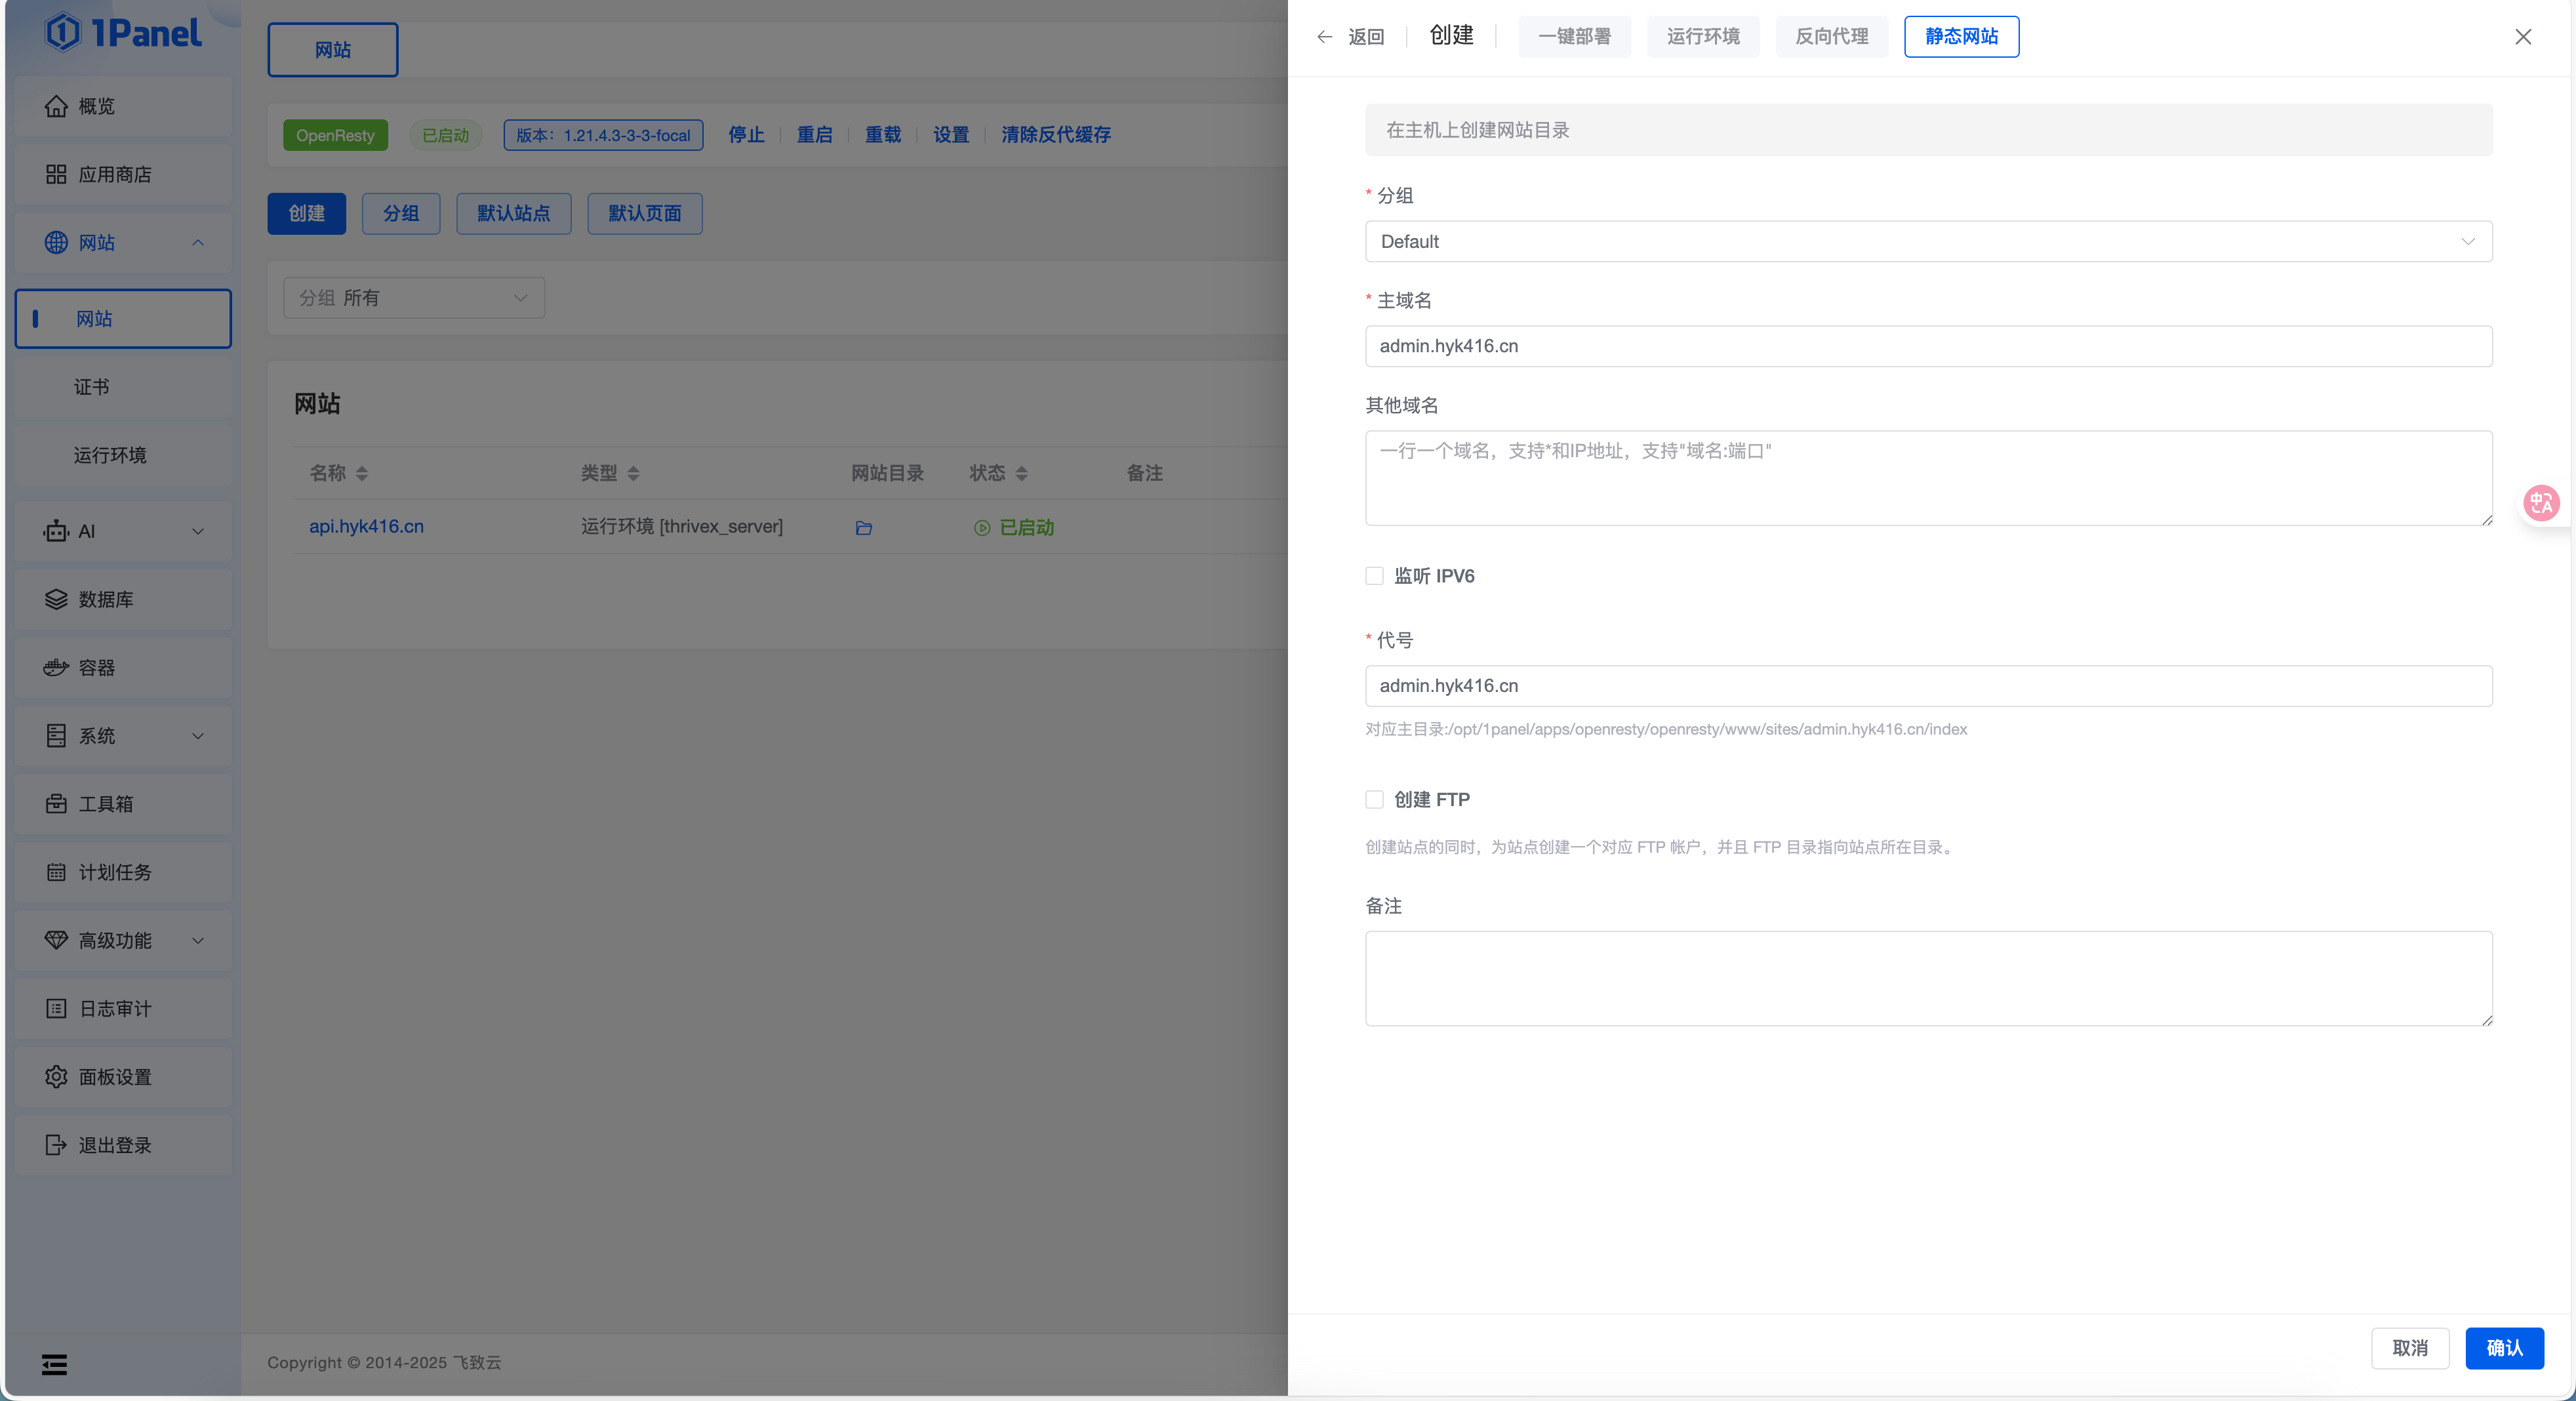 1Panel
概览
应用商店
网站
网站
证书
运行环境
AI
数据库
容器
系统
工具箱
计划任务
高级功能
日志审计
面板设置
退出登录
网站
OpenResty 已启动 版本：1.21.4.3-3-3-focal 停止 重启 重载 设置 清除反代缓存
创建 分组 默认站点 默认页面
分组 所有
网站
名称 类型 网站目录 状态 备注
api.hyk416.cn 运行环境 [thrivex_server] 已启动
Copyright © 2014-2025 飞致云
返回 创建 一键部署 运行环境 反向代理 静态网站
在主机上创建网站目录
* 分组
Default
* 主域名
admin.hyk416.cn
其他域名
一行一个域名，支持*和IP地址，支持"域名:端口"
监听 IPV6
* 代号
admin.hyk416.cn
对应主目录:/opt/1panel/apps/openresty/openresty/www/sites/admin.hyk416.cn/index
创建 FTP
创建站点的同时，为站点创建一个对应 FTP 帐户，并且 FTP 目录指向站点所在目录。
备注
取消 确认
中 A